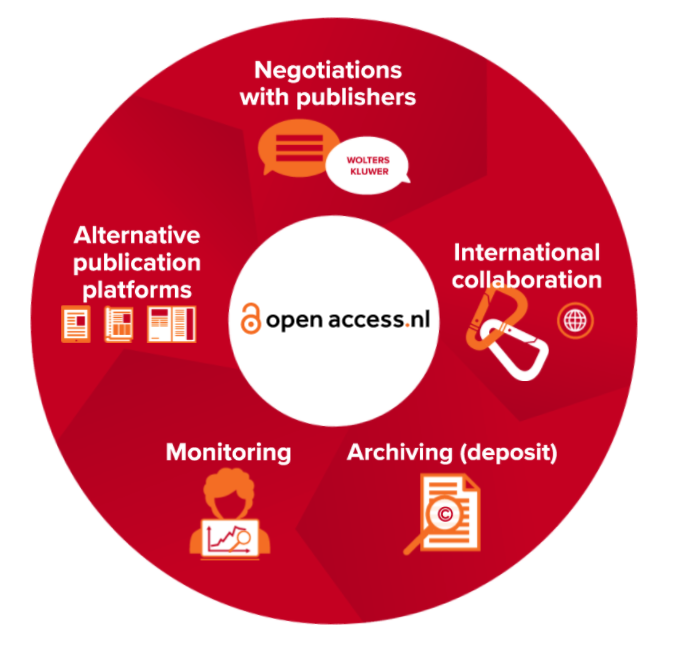 Negotiations
with publishers
WOLTERS
KLUWER
International
collaboration
Archiving (deposit)
©
Monitoring
Alternative
publication
platforms
open access.nl